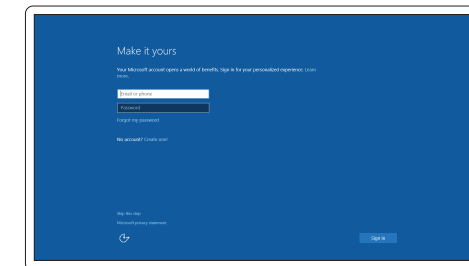 Make it yours
Your Microsoft account opens a world of benefits. Sign in for your personalized experience. Learn
more.
Email or phone
Password
Forgot my password
No account? Create one!
Skip this step
Microsoft privacy statement
Sign in